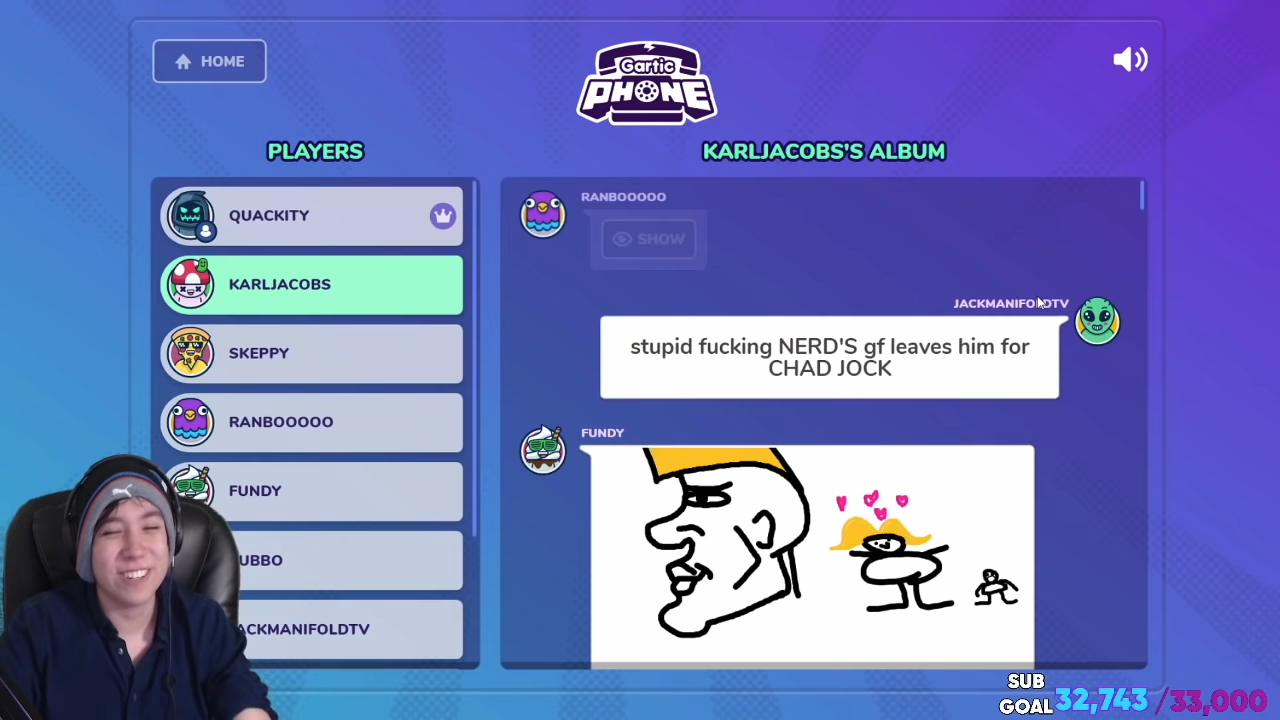 HOME
Gartic
PHONE
PLAYERS
KARLJACOBS'S ALBUM
QUACKITY
KARLJACOBS
SKEPPY
RANBOOOOO
FUNDY
UBBO
ACKMANIFOLDTV
RANBOOOOO
SHOW
JACKMANIFOLDTV
stupid fucking NERD'S gf leaves him for
CHAD JOCK
FUNDY
SUB
GOAL 32,743 /33,000